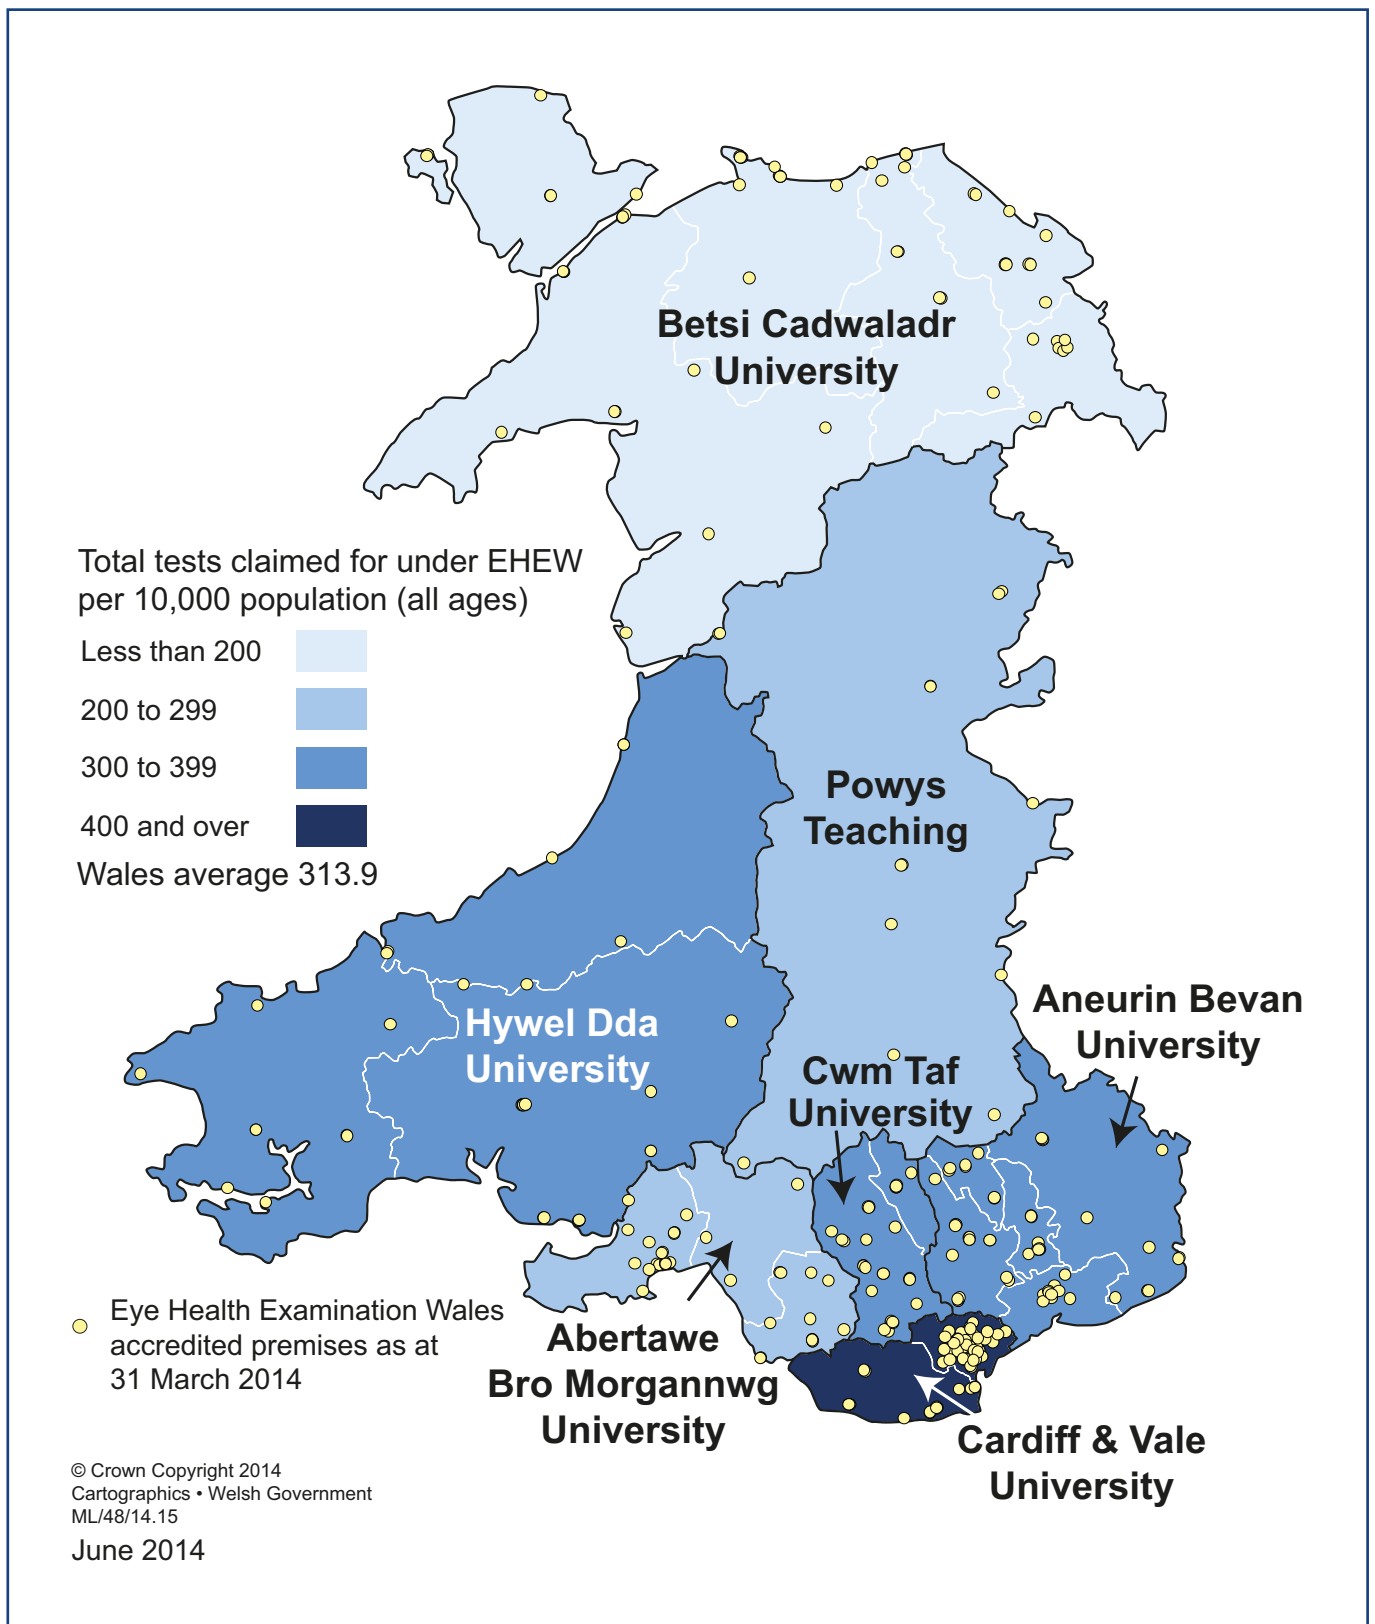 Betsi Cadwaladr
University
Total tests claimed for under EHEW
per 10,000 population (all ages)
Less than 200
200 to 299
300 to 399
400 and over
Wales average 313.9
Powys
Teaching
Hywel Dda
University
Aneurin Bevan
University
Cwm Taf
University
Eye Health Examination Wales
accredited premises as at
31 March 2014
Abertawe
Bro Morgannwg
University
Cardiff & Vale
University
© Crown Copyright 2014
Cartographics • Welsh Government
ML/48/14.15
June 2014